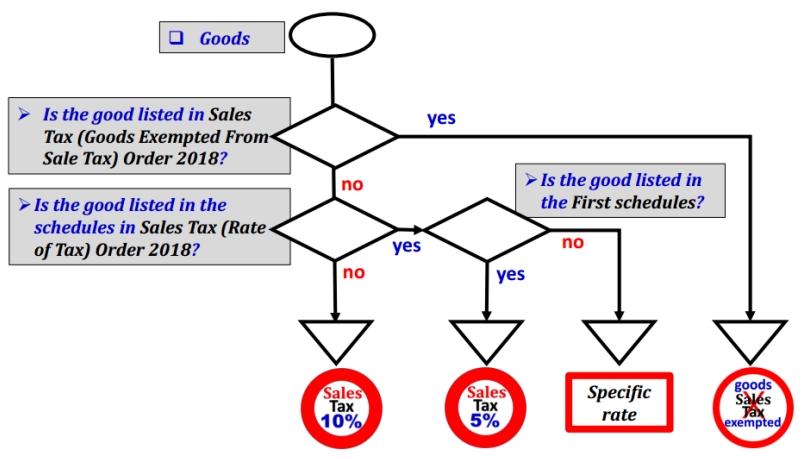 Goods
Is the good listed in Sales
Tax (Goods Exempted From
Sale Tax) Order 2018?
yes
no
Is the good listed in
the First schedules?
Is the good listed in the
schedules in Sales Tax (Rate
of Tax) Order 2018?
yes
no
no
yes
Sales
Tax
10%
Sales
Tax
5%
Specific
rate
goods
Sales
Tax
exempted